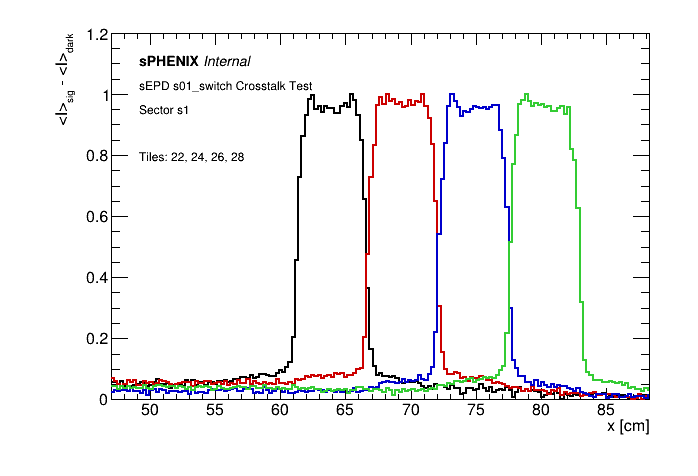 <I>sig - <I>dark
1.2
1
0.8
0.6
0.4
0.2
0
sPHENIX Internal
sEPD s01_switch Crosstalk Test
Sector s1
Tiles: 22, 24, 26, 28
50 55 60 65 70 75 80 85
x [cm]